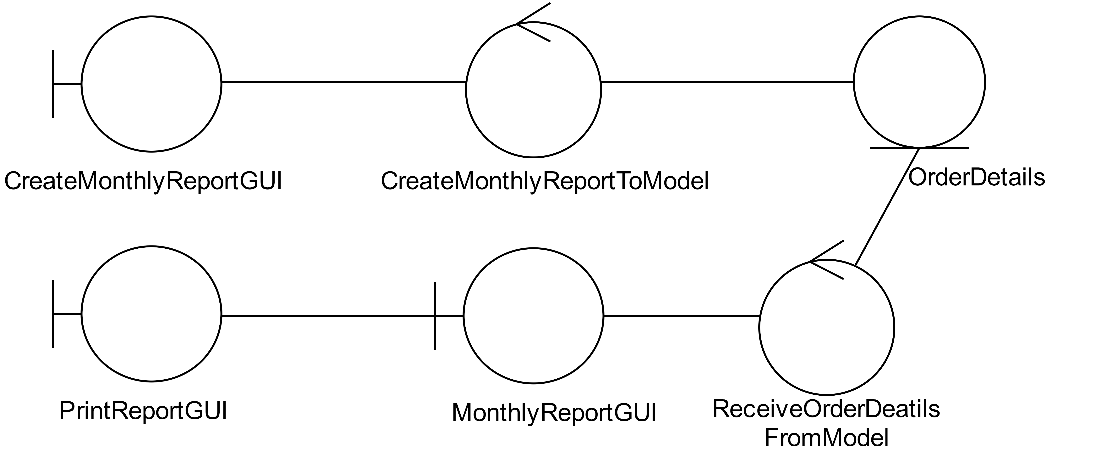 CreateMonthlyReportGUI
CreateMonthlyReportToModel
OrderDetails
PrintReportGUI
MonthlyReportGUI
ReceiveOrderDeatils
FromModel